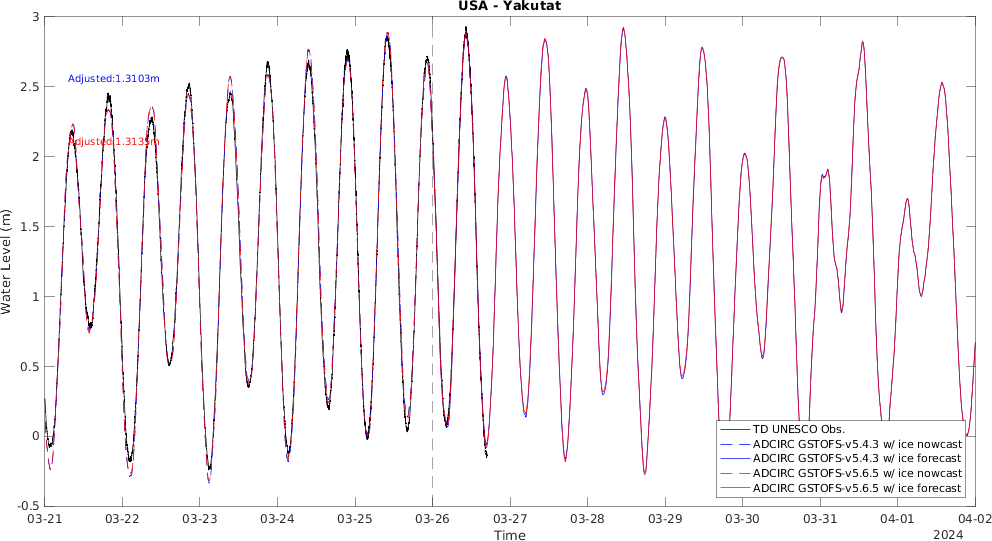 USA - Yakutat
3
2.5
2
1.5
1
0.5
0
-0.5
Water Level (m)
Adjusted:1.3103m
Adjusted:1.3135m
TD UNESCO Obs.
ADCIRC GSTOFS-v5.4.3 w/ ice nowcast
ADCIRC GSTOFS-v5.4.3 w/ ice forecast
ADCIRC GSTOFS-v5.6.5 w/ ice nowcast
ADCIRC GSTOFS-v5.6.5 w/ ice forecast
03-21 03-22 03-23 03-24 03-25 03-26 03-27 03-28 03-29 03-30 03-31 04-01 04-02
Time
2024